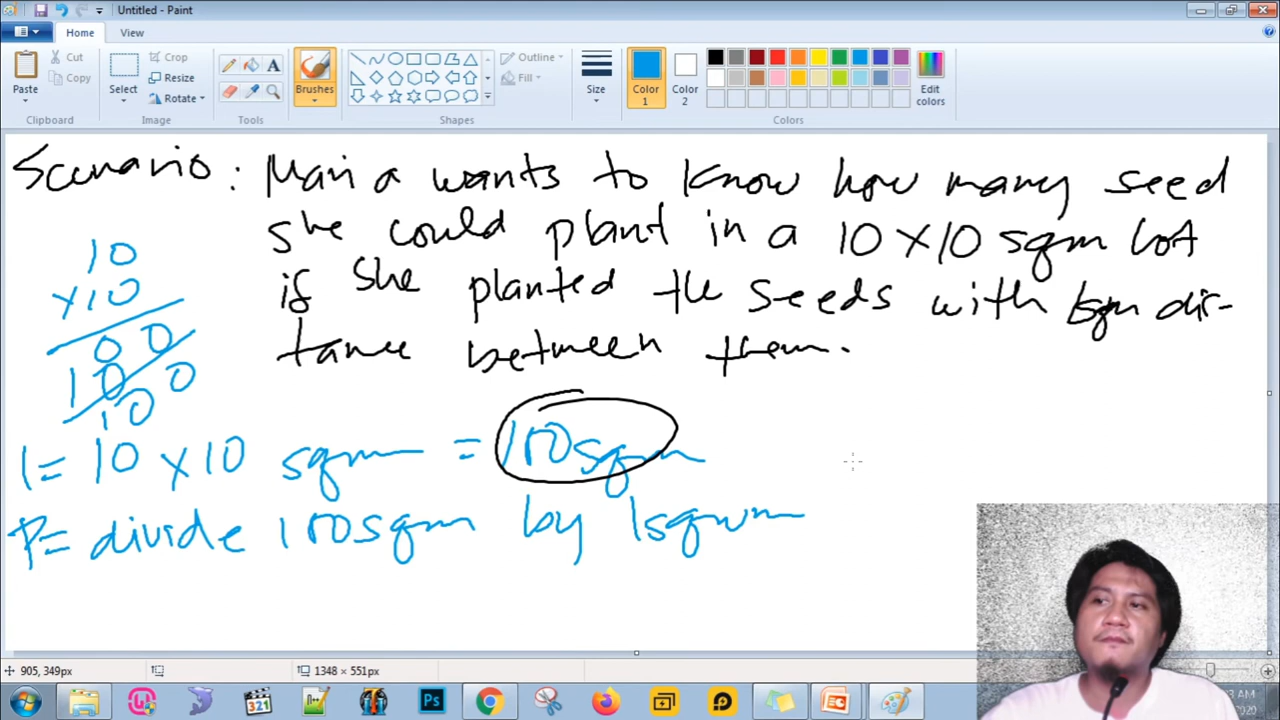 Untitled - Paint
Home
View
Paste
Cut
Copy
Clipboard
Select
Crop
Resize
Rotate
Image
Tools
Brushes
Shapes
Outline
Fill
Size
Color 1
Color 2
Edit colors
Colors
Scenario : Maria wants to know how many seed
she could plant in a 10 X 10 sqm lot
if she planted the seeds with 1sqm dis-
tance between them.
10
X10
00
100
100
I= 10 X 10 sqm = 100sqm
P= divide 100sqm by 1sqm
905, 349px
1348 × 551px
321
2020